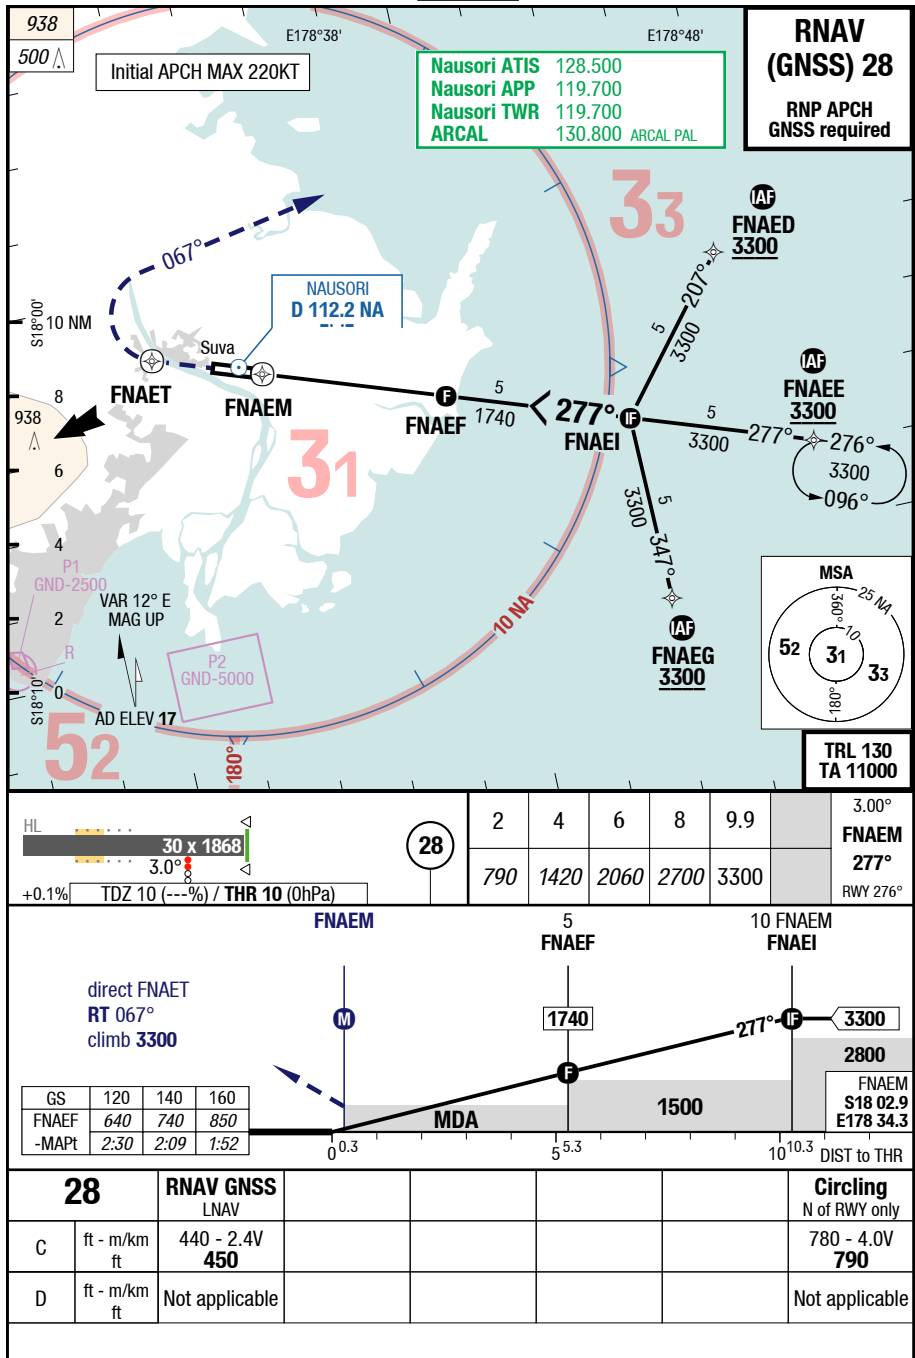 938
500
Initial APCH MAX 220KT
E178°38'
E178°48'
Nausori ATIS 128.500
Nausori APP 119.700
Nausori TWR 119.700
ARCAL 130.800 ARCAL PAL
RNAV
(GNSS) 28
RNP APCH
GNSS required
33
IAF
FNAED
3300
207°
5
3300
067°
NAUSORI
D 112.2 NA
S18°00'
10 NM
Suva
FNAET
FNAEM
F
FNAEF
5
1740
277°
IF
FNAEI
IAF
FNAEE
3300
5
3300
277°
276°
3300
096°
8
938
6
31
5
3300
347°
4
P1
GND-2500
VAR 12° E
MAG UP
2
R
P2
GND-5000
10 NA
IAF
FNAEG
3300
MSA
360°
25 NA
10
52
31
33
180°
0
S18°10'
AD ELEV 17
52
180°
TRL 130
TA 11000
HL
30 x 1868
3.0°
+0.1%
TDZ 10 (---%) / THR 10 (0hPa)
28
2 4 6 8 9.9
790 1420 2060 2700 3300
3.00°
FNAEM
277°
RWY 276°
FNAEM
5
FNAEF
10 FNAEM
FNAEI
direct FNAET
RT 067°
climb 3300
M
1740
277°
IF
3300
F
2800
MDA
1500
FNAEM
S18 02.9
E178 34.3
GS 120 140 160
FNAEF 640 740 850
-MAPt 2:30 2:09 1:52
0 0.3
5 5.3
10 10.3
DIST to THR
28
RNAV GNSS
LNAV
Circling
N of RWY only
C
ft - m/km
ft
440 - 2.4V
450
780 - 4.0V
790
D
ft - m/km
ft
Not applicable
Not applicable